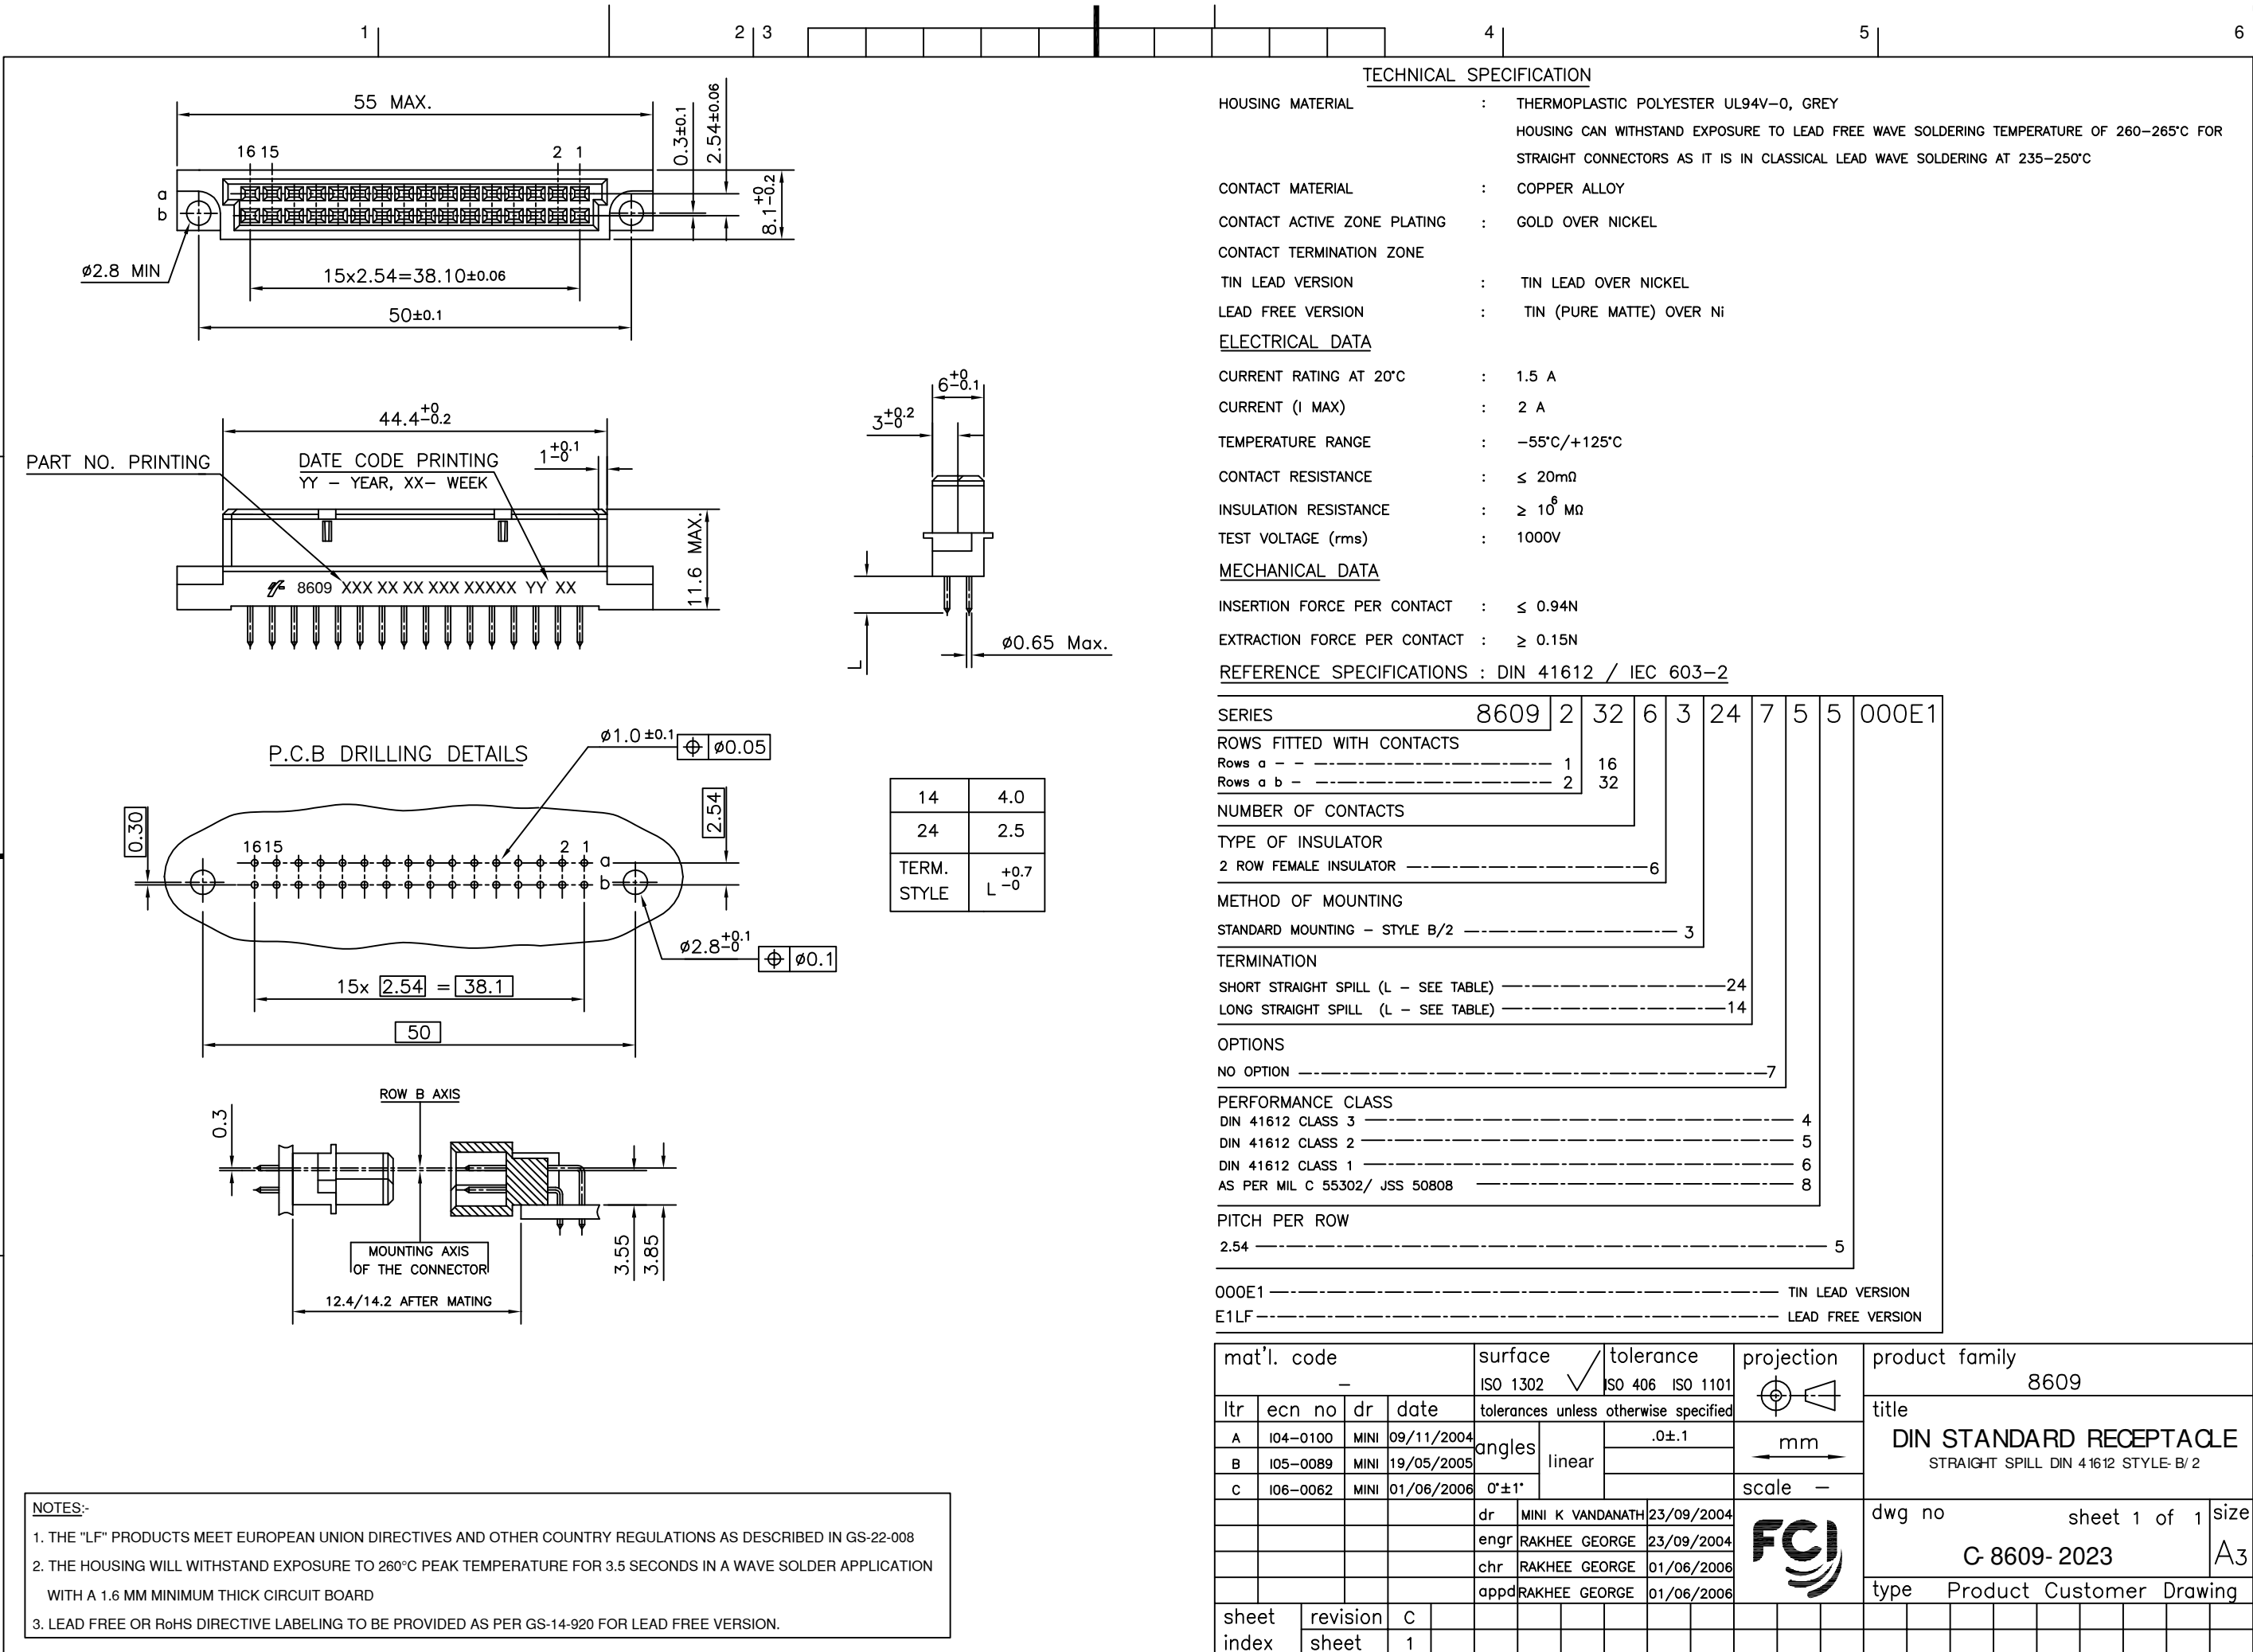 1 2 3 4 5 6
55 MAX.
0.3±0.1
2.54±0.06
8.1+0-0.2
16 15 2 1
a
b
ø2.8 MIN
15x2.54=38.10±0.06
50±0.1
44.4+0-0.2
1+0.1-0
PART NO. PRINTING
DATE CODE PRINTING
YY - YEAR, XX- WEEK
11.6 MAX.
8609 XXX XX XX XXX XXXXX YY XX
6+0-0.1
3+0.2-0
L
ø0.65 Max.
P.C.B DRILLING DETAILS
ø1.0±0.1 ⌖ ø0.05
0.30
2.54
16 15 2 1
a
b
ø2.8+0.1-0 ⌖ ø0.1
15x 2.54 = 38.1
50
14 4.0
24 2.5
TERM. STYLE L+0.7-0
ROW B AXIS
0.3
MOUNTING AXIS
OF THE CONNECTOR
3.55
3.85
12.4/14.2 AFTER MATING
NOTES:-
1. THE "LF" PRODUCTS MEET EUROPEAN UNION DIRECTIVES AND OTHER COUNTRY REGULATIONS AS DESCRIBED IN GS-22-008
2. THE HOUSING WILL WITHSTAND EXPOSURE TO 260°C PEAK TEMPERATURE FOR 3.5 SECONDS IN A WAVE SOLDER APPLICATION
WITH A 1.6 MM MINIMUM THICK CIRCUIT BOARD
3. LEAD FREE OR RoHS DIRECTIVE LABELING TO BE PROVIDED AS PER GS-14-920 FOR LEAD FREE VERSION.
TECHNICAL SPECIFICATION
HOUSING MATERIAL : THERMOPLASTIC POLYESTER UL94V-0, GREY
HOUSING CAN WITHSTAND EXPOSURE TO LEAD FREE WAVE SOLDERING TEMPERATURE OF 260-265°C FOR
STRAIGHT CONNECTORS AS IT IS IN CLASSICAL LEAD WAVE SOLDERING AT 235-250°C
CONTACT MATERIAL : COPPER ALLOY
CONTACT ACTIVE ZONE PLATING : GOLD OVER NICKEL
CONTACT TERMINATION ZONE
TIN LEAD VERSION : TIN LEAD OVER NICKEL
LEAD FREE VERSION : TIN (PURE MATTE) OVER Ni
ELECTRICAL DATA
CURRENT RATING AT 20°C : 1.5 A
CURRENT (I MAX) : 2 A
TEMPERATURE RANGE : -55°C/+125°C
CONTACT RESISTANCE : ≤ 20mΩ
INSULATION RESISTANCE : ≥ 10⁶ MΩ
TEST VOLTAGE (rms) : 1000V
MECHANICAL DATA
INSERTION FORCE PER CONTACT : ≤ 0.94N
EXTRACTION FORCE PER CONTACT : ≥ 0.15N
REFERENCE SPECIFICATIONS : DIN 41612 / IEC 603-2
SERIES 8609 2 32 6 3 24 7 5 5 000E1
ROWS FITTED WITH CONTACTS
Rows a - - 1 16
Rows a b - 2 32
NUMBER OF CONTACTS
TYPE OF INSULATOR
2 ROW FEMALE INSULATOR 6
METHOD OF MOUNTING
STANDARD MOUNTING - STYLE B/2 3
TERMINATION
SHORT STRAIGHT SPILL (L - SEE TABLE) 24
LONG STRAIGHT SPILL (L - SEE TABLE) 14
OPTIONS
NO OPTION 7
PERFORMANCE CLASS
DIN 41612 CLASS 3 4
DIN 41612 CLASS 2 5
DIN 41612 CLASS 1 6
AS PER MIL C 55302/ JSS 50808 8
PITCH PER ROW
2.54 5
000E1 TIN LEAD VERSION
E1LF LEAD FREE VERSION
mat'l. code
-
surface
ISO 1302
tolerance
ISO 406 ISO 1101
projection
product family
8609
ltr ecn no dr date
tolerances unless otherwise specified
title
DIN STANDARD RECEPTACLE
STRAIGHT SPILL DIN 41612 STYLE-B/2
A I04-0100 MINI 09/11/2004
B I05-0089 MINI 19/05/2005
C I06-0062 MINI 01/06/2006
angles
0°±1°
linear
.0±.1
mm
scale -
dr MINI K VANDANATH 23/09/2004
engr RAKHEE GEORGE 23/09/2004
chr RAKHEE GEORGE 01/06/2006
appd RAKHEE GEORGE 01/06/2006
FCI
dwg no
sheet 1 of 1
size
C-8609-2023
A3
type Product Customer Drawing
sheet index
revision C
sheet 1